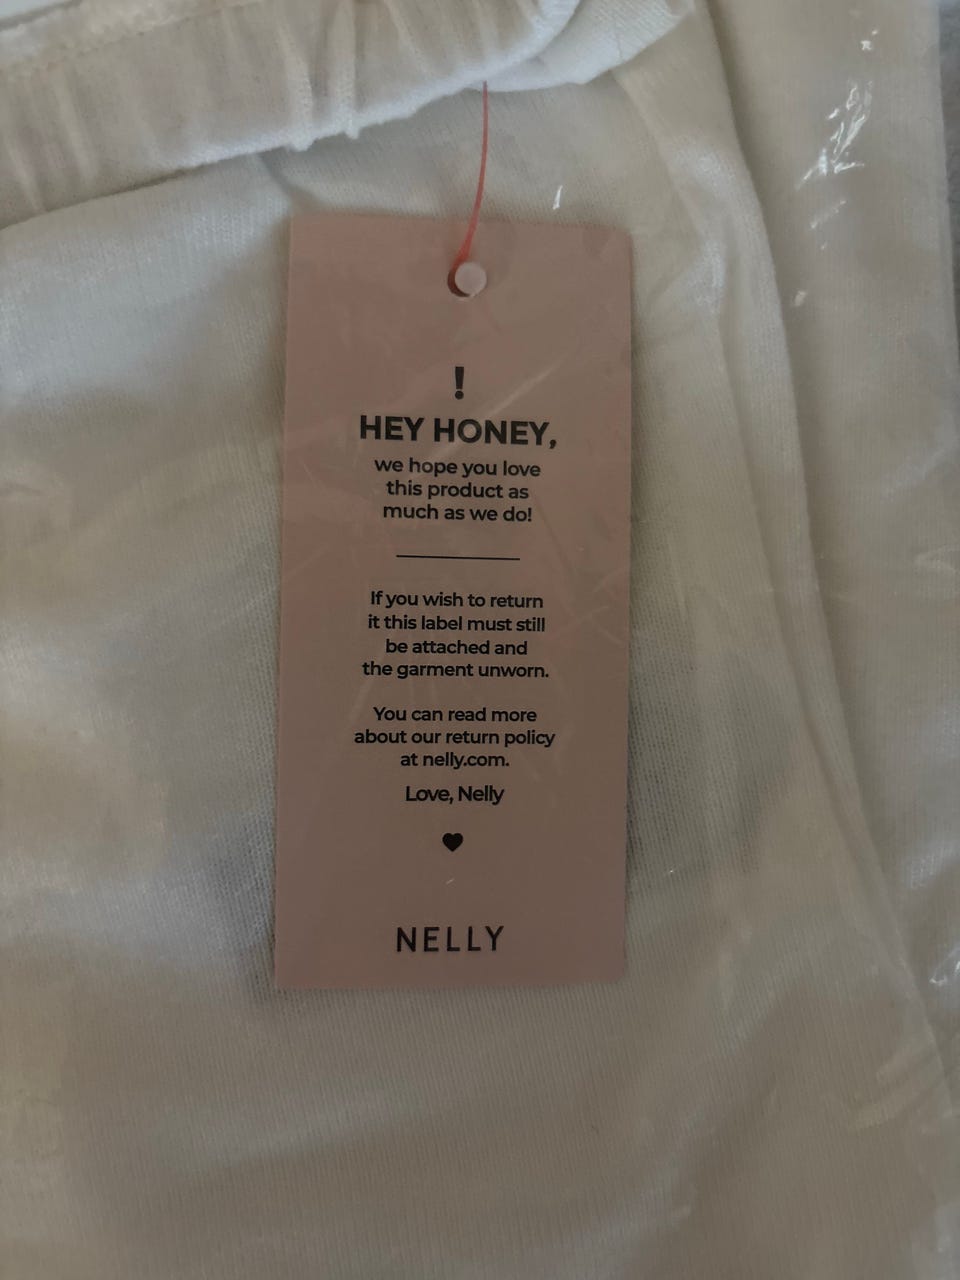 !
HEY HONEY,
we hope you love
this product as
much as we do!
If you wish to return
it this label must still
be attached and
the garment unworn.
You can read more
about our return policy
at nelly.com.
Love, Nelly
NELLY